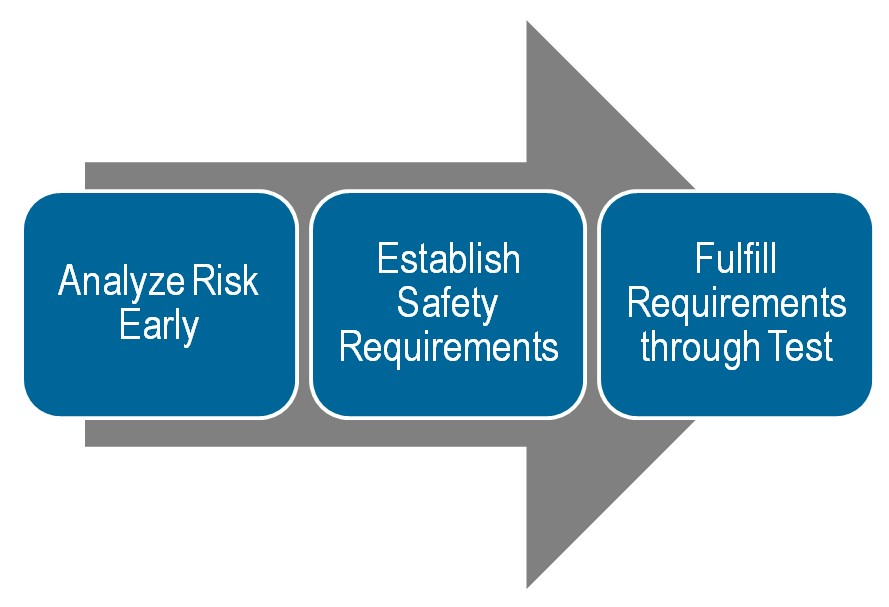 Analyze Risk
Early
Establish
Safety
Requirements
Fulfill
Requirements
through Test